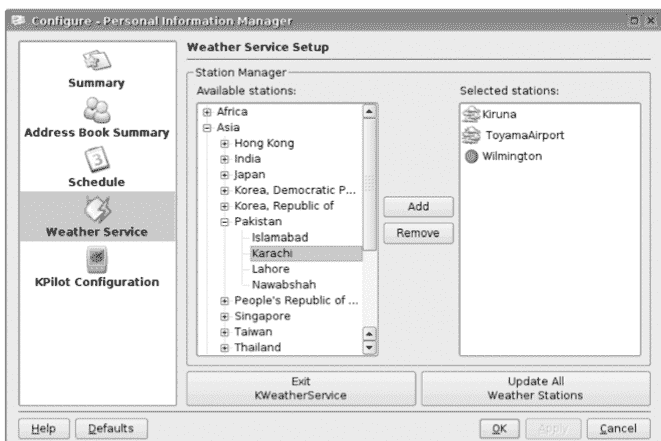 Configure - Personal Information Manager
Summary
Address Book Summary
3
Schedule
Weather Service
KPilot Configuration
Weather Service Setup
Station Manager
Available stations:
Africa
Asia
Hong Kong
India
Japan
Korea, Democratic P...
Korea, Republic of
Pakistan
Islamabad
Karachi
Lahore
Nawabshah
People's Republic of ...
Singapore
Taiwan
Thailand
Add
Remove
Selected stations:
Kiruna
ToyamaAirport
Wilmington
Exit
KWeatherService
Update All
Weather Stations
Help
Defaults
OK
Apply
Cancel